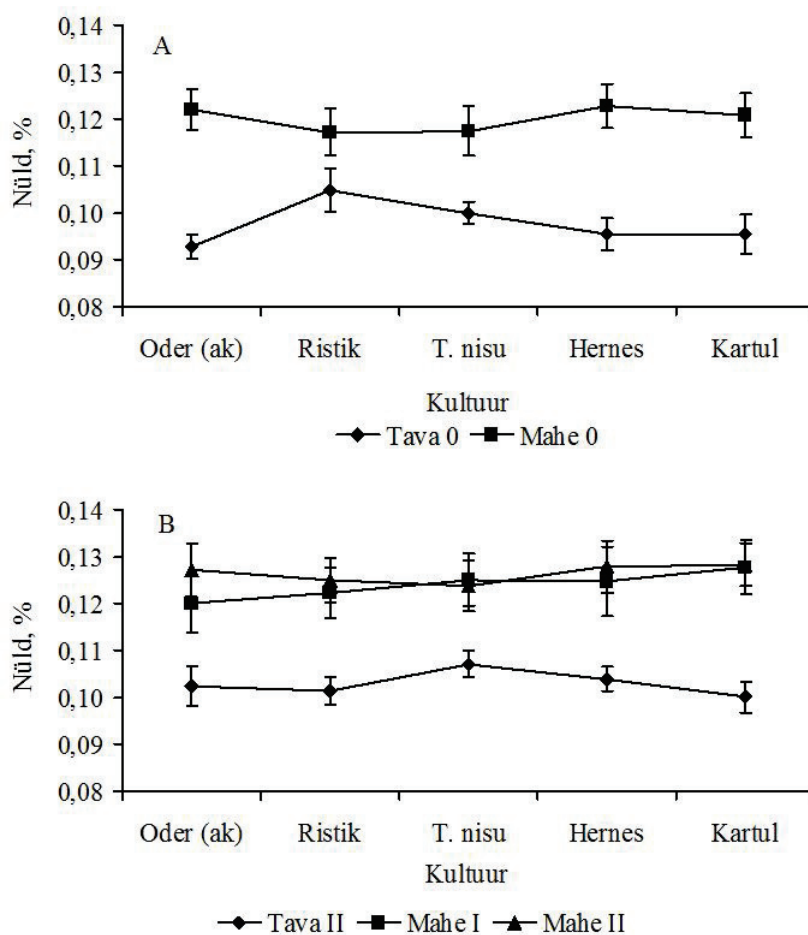 0,14
A
0,13
0,12
0,11
0,10
0,09
0,08
Nüld, %
Oder (ak) Ristik T. nisu Hernes Kartul
Kultuur
Tava 0 Mahe 0
0,14
B
0,13
0,12
0,11
0,10
0,09
0,08
Nüld, %
Oder (ak) Ristik T. nisu Hernes Kartul
Kultuur
Tava II Mahe I Mahe II